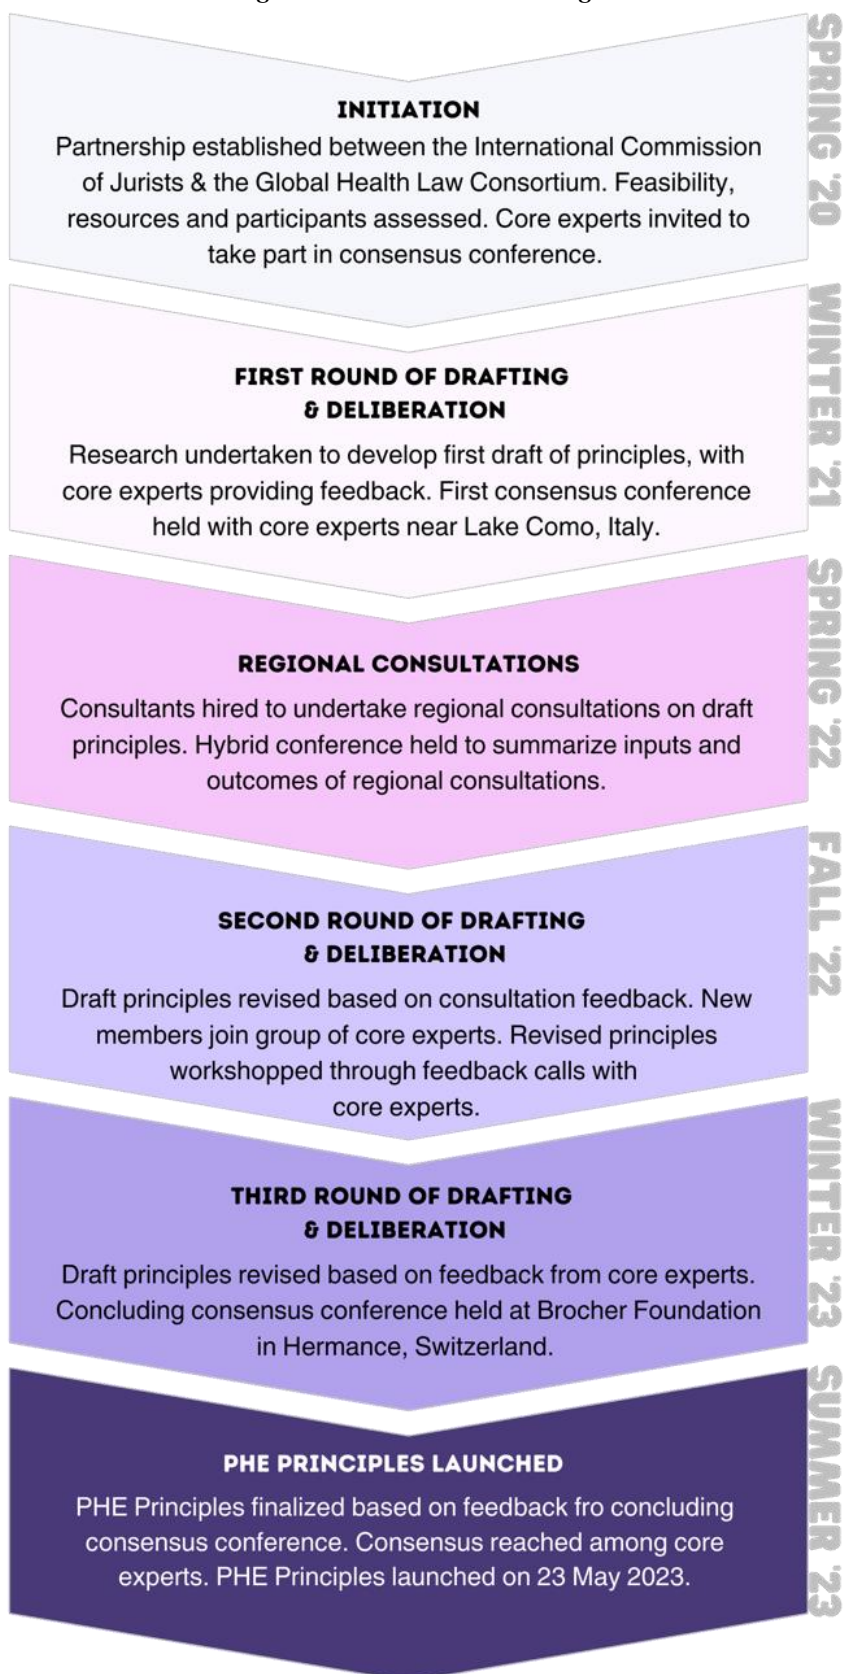 INITIATION
Partnership established between the International Commission
of Jurists & the Global Health Law Consortium. Feasibility,
resources and participants assessed. Core experts invited to
take part in consensus conference.
SPRING '20
FIRST ROUND OF DRAFTING
& DELIBERATION
Research undertaken to develop first draft of principles, with
core experts providing feedback. First consensus conference
held with core experts near Lake Como, Italy.
WINTER '21
REGIONAL CONSULTATIONS
Consultants hired to undertake regional consultations on draft
principles. Hybrid conference held to summarize inputs and
outcomes of regional consultations.
SPRING '22
SECOND ROUND OF DRAFTING
& DELIBERATION
Draft principles revised based on consultation feedback. New
members join group of core experts. Revised principles
workshopped through feedback calls with
core experts.
FALL '22
THIRD ROUND OF DRAFTING
& DELIBERATION
Draft principles revised based on feedback from core experts.
Concluding consensus conference held at Brocher Foundation
in Hermance, Switzerland.
WINTER '23
PHE PRINCIPLES LAUNCHED
PHE Principles finalized based on feedback fro concluding
consensus conference. Consensus reached among core
experts. PHE Principles launched on 23 May 2023.
SUMMER '23